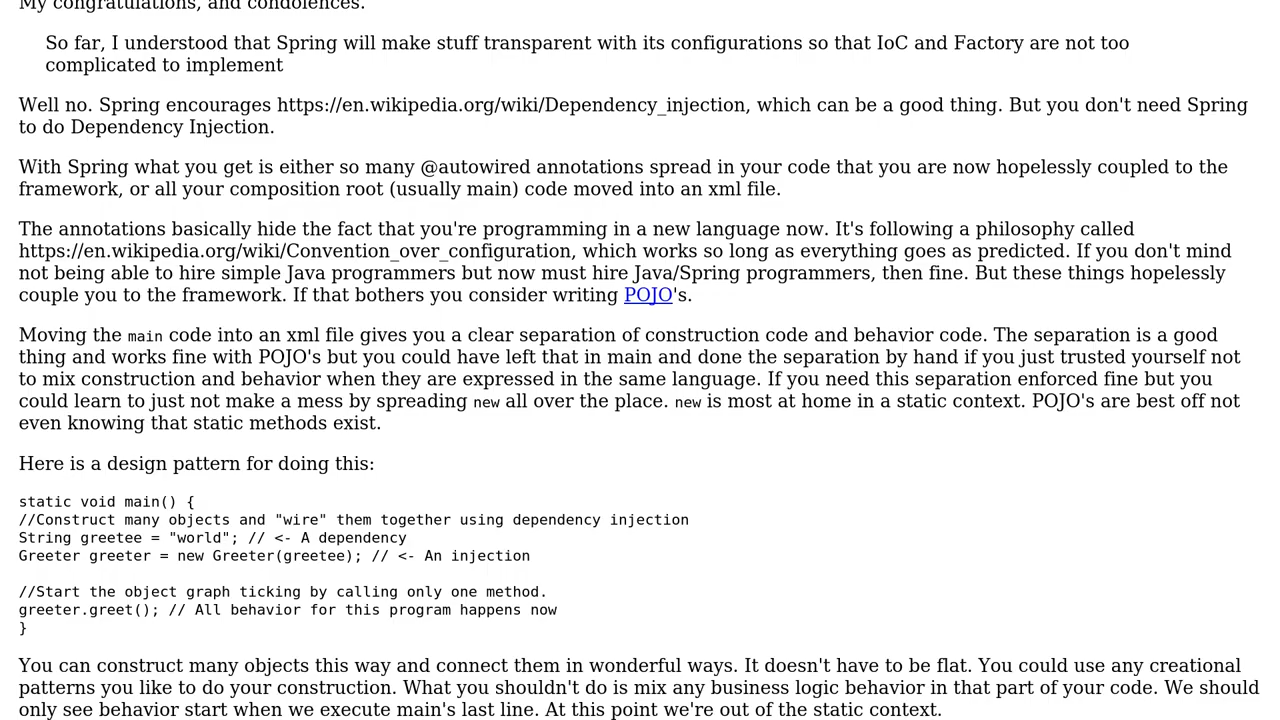 My congratulations, and condolences.
So far, I understood that Spring will make stuff transparent with its configurations so that IoC and Factory are not too
complicated to implement
Well no. Spring encourages https://en.wikipedia.org/wiki/Dependency_injection, which can be a good thing. But you don't need Spring
to do Dependency Injection.
With Spring what you get is either so many @autowired annotations spread in your code that you are now hopelessly coupled to the
framework, or all your composition root (usually main) code moved into an xml file.
The annotations basically hide the fact that you're programming in a new language now. It's following a philosophy called
https://en.wikipedia.org/wiki/Convention_over_configuration, which works so long as everything goes as predicted. If you don't mind
not being able to hire simple Java programmers but now must hire Java/Spring programmers, then fine. But these things hopelessly
couple you to the framework. If that bothers you consider writing POJO's.
Moving the main code into an xml file gives you a clear separation of construction code and behavior code. The separation is a good
thing and works fine with POJO's but you could have left that in main and done the separation by hand if you just trusted yourself not
to mix construction and behavior when they are expressed in the same language. If you need this separation enforced fine but you
could learn to just not make a mess by spreading new all over the place. new is most at home in a static context. POJO's are best off not
even knowing that static methods exist.
Here is a design pattern for doing this:
static void main() {
//Construct many objects and "wire" them together using dependency injection
String greetee = "world"; // <- A dependency
Greeter greeter = new Greeter(greetee); // <- An injection
//Start the object graph ticking by calling only one method.
greeter.greet(); // All behavior for this program happens now
}
You can construct many objects this way and connect them in wonderful ways. It doesn't have to be flat. You could use any creational
patterns you like to do your construction. What you shouldn't do is mix any business logic behavior in that part of your code. We should
only see behavior start when we execute main's last line. At this point we're out of the static context.